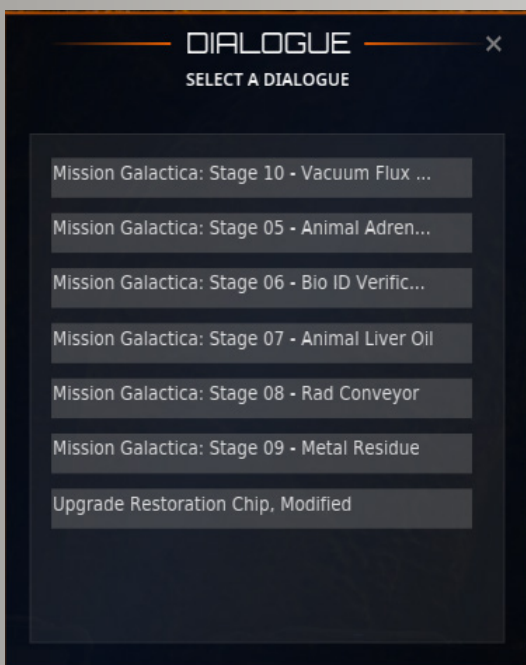 DIALOGUE
SELECT A DIALOGUE
Mission Galactica: Stage 10 - Vacuum Flux ...
Mission Galactica: Stage 05 - Animal Adren...
Mission Galactica: Stage 06 - Bio ID Verific...
Mission Galactica: Stage 07 - Animal Liver Oil
Mission Galactica: Stage 08 - Rad Conveyor
Mission Galactica: Stage 09 - Metal Residue
Upgrade Restoration Chip, Modified